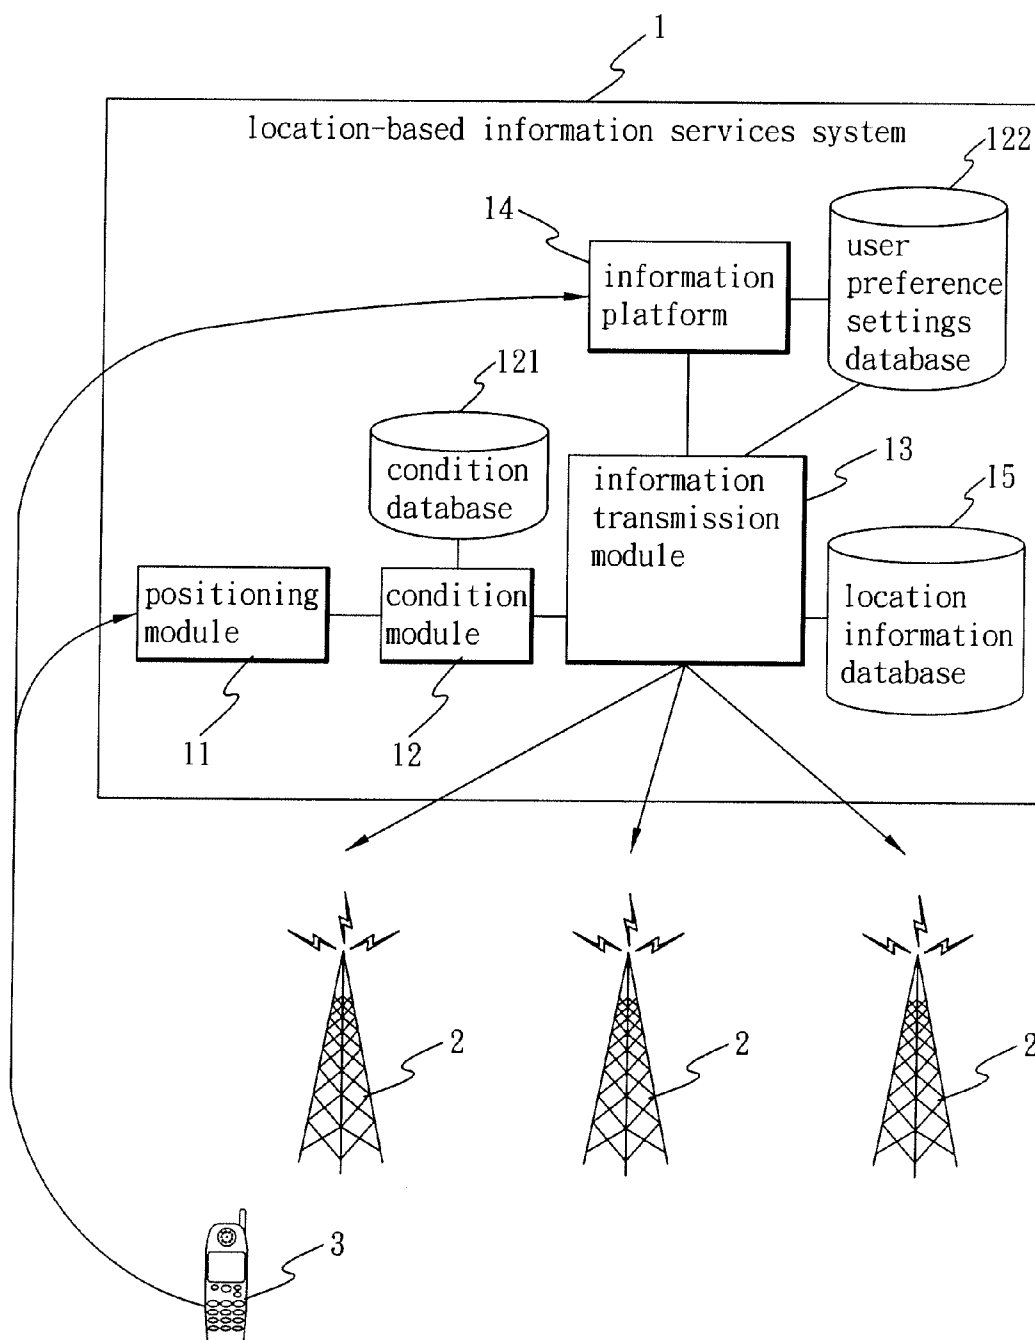 1
location-based information services system
122
14
information
platform
user
preference
settings
database
121
condition
database
information
transmission
module
13
15
positioning
module
condition
module
location
information
database
11
12
2
2
2
3